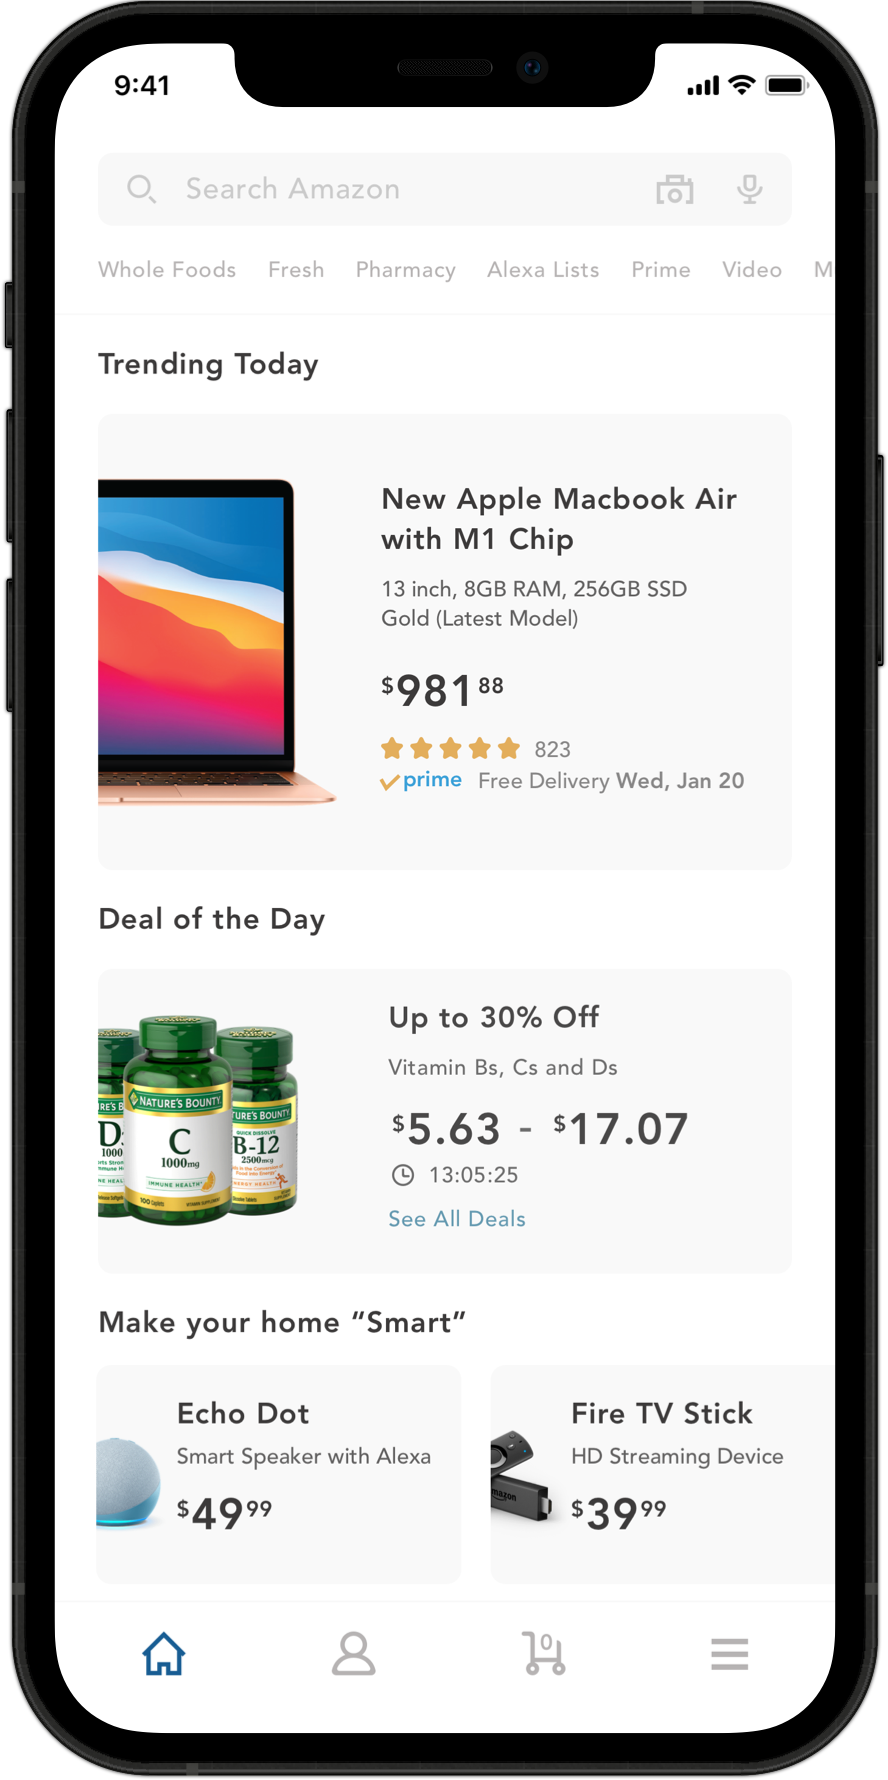 9:41
Search Amazon
Whole Foods Fresh Pharmacy Alexa Lists Prime Video M
Trending Today
New Apple Macbook Air
with M1 Chip
13 inch, 8GB RAM, 256GB SSD
Gold (Latest Model)
$981 88
823
prime Free Delivery Wed, Jan 20
Deal of the Day
Up to 30% Off
Vitamin Bs, Cs and Ds
$5.63 - $17.07
13:05:25
See All Deals
NATURE'S BOUNTY
C
1000mg
IMMUNE HEALTH
100
D
1000
B-12
2500mcg
QUICK DISSOLVE
Make your home “Smart”
Echo Dot
Smart Speaker with Alexa
$49 99
Fire TV Stick
HD Streaming Device
$39 99
mazon
0